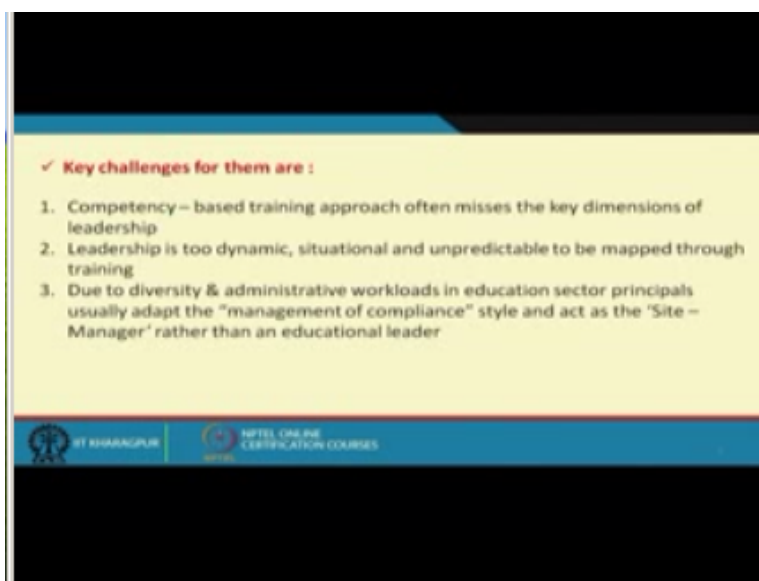 ✓ Key challenges for them are :
1. Competency – based training approach often misses the key dimensions of
leadership
2. Leadership is too dynamic, situational and unpredictable to be mapped through
training
3. Due to diversity & administrative workloads in education sector principals
usually adapt the “management of compliance” style and act as the ‘Site –
Manager’ rather than an educational leader
IIT KHARAGPUR
NPTEL ONLINE
CERTIFICATION COURSES
NPTEL